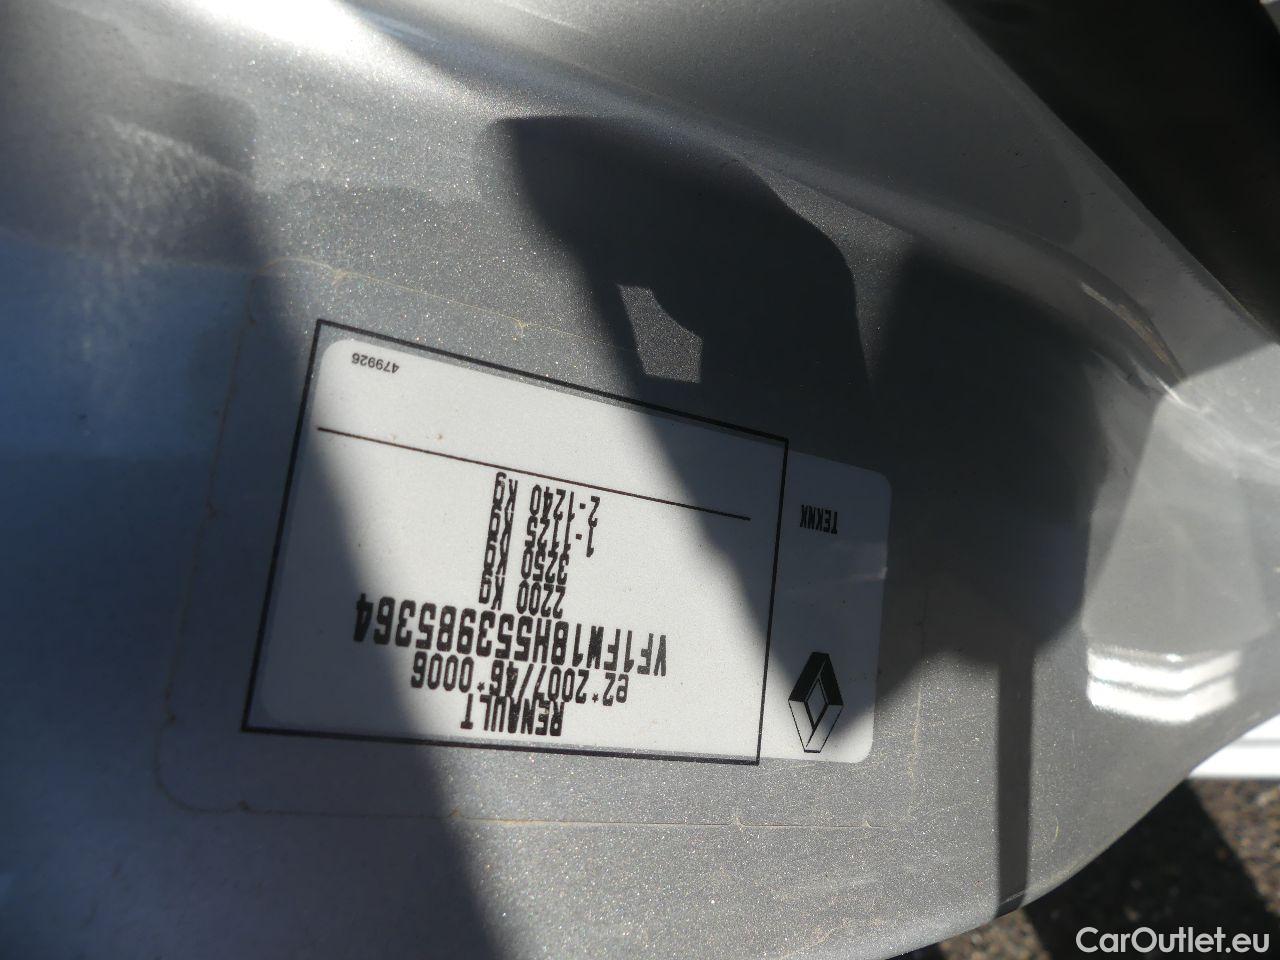 RENAULT
e2*2007/46*0006
VF1FW18H553985364
2200 kg
3250 kg
1-1125 kg
2-1240 kg
479926
TEKNK
CarOutlet.eu